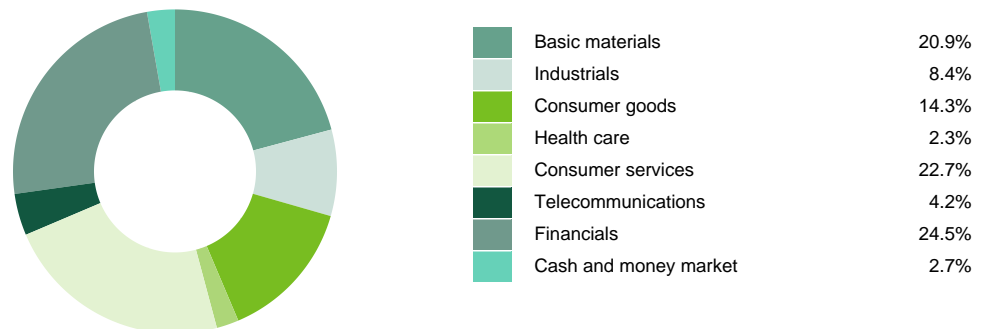 Basic materials 20.9%
Industrials 8.4%
Consumer goods 14.3%
Health care 2.3%
Consumer services 22.7%
Telecommunications 4.2%
Financials 24.5%
Cash and money market 2.7%